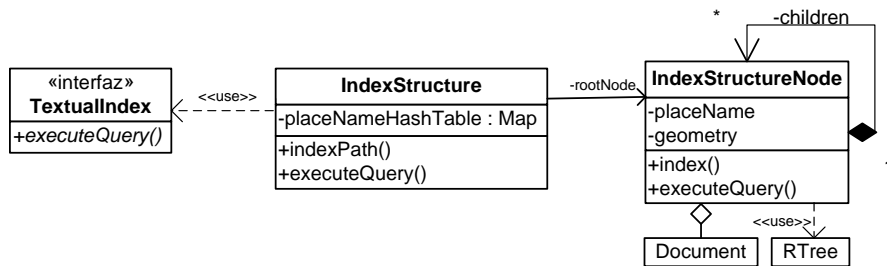 *
-children
«interfaz»
TextualIndex
+executeQuery()
<<use>>
IndexStructure
-placeNameHashTable : Map
+indexPath()
+executeQuery()
-rootNode
IndexStructureNode
-placeName
-geometry
+index()
+executeQuery()
<<use>>
Document
RTree